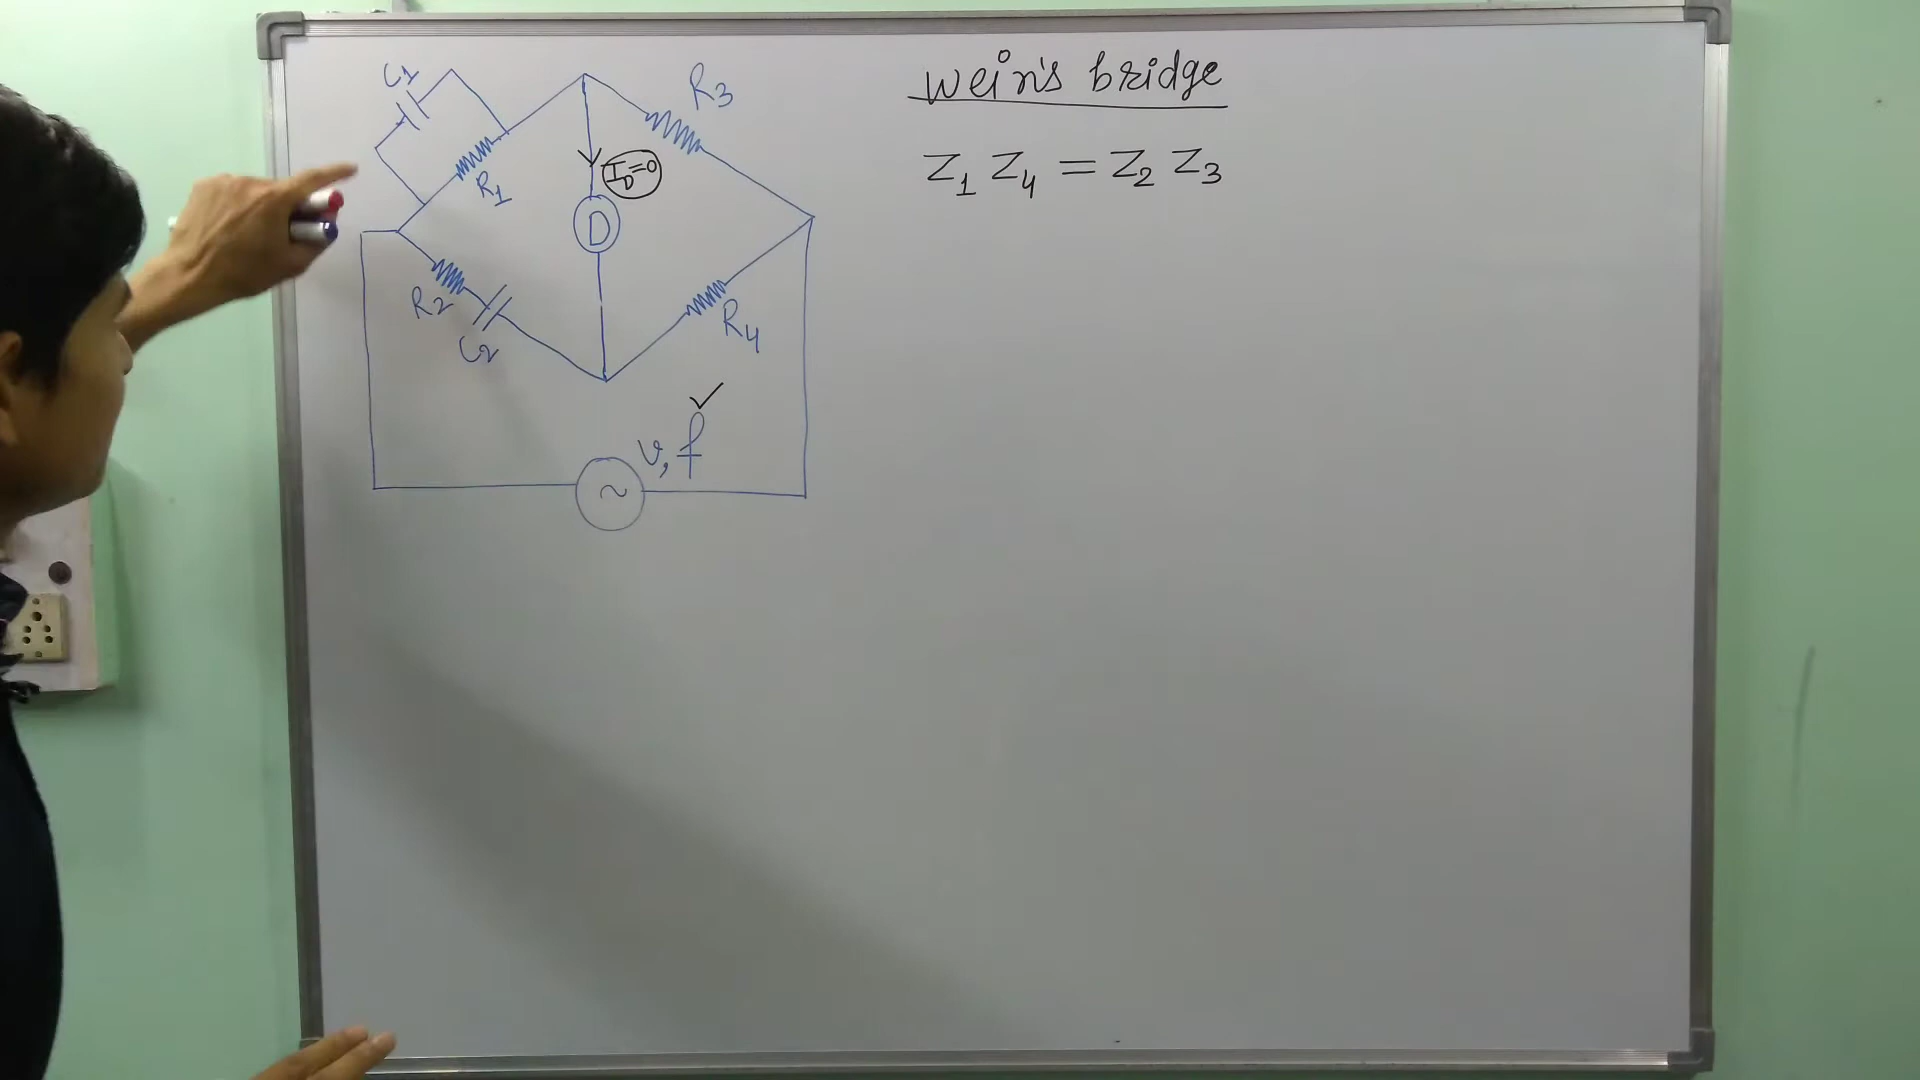 Wein's bridge
Z1 Z4 = Z2 Z3
C1
R1
R3
ID=0
D
R2
C2
R4
v, f
~